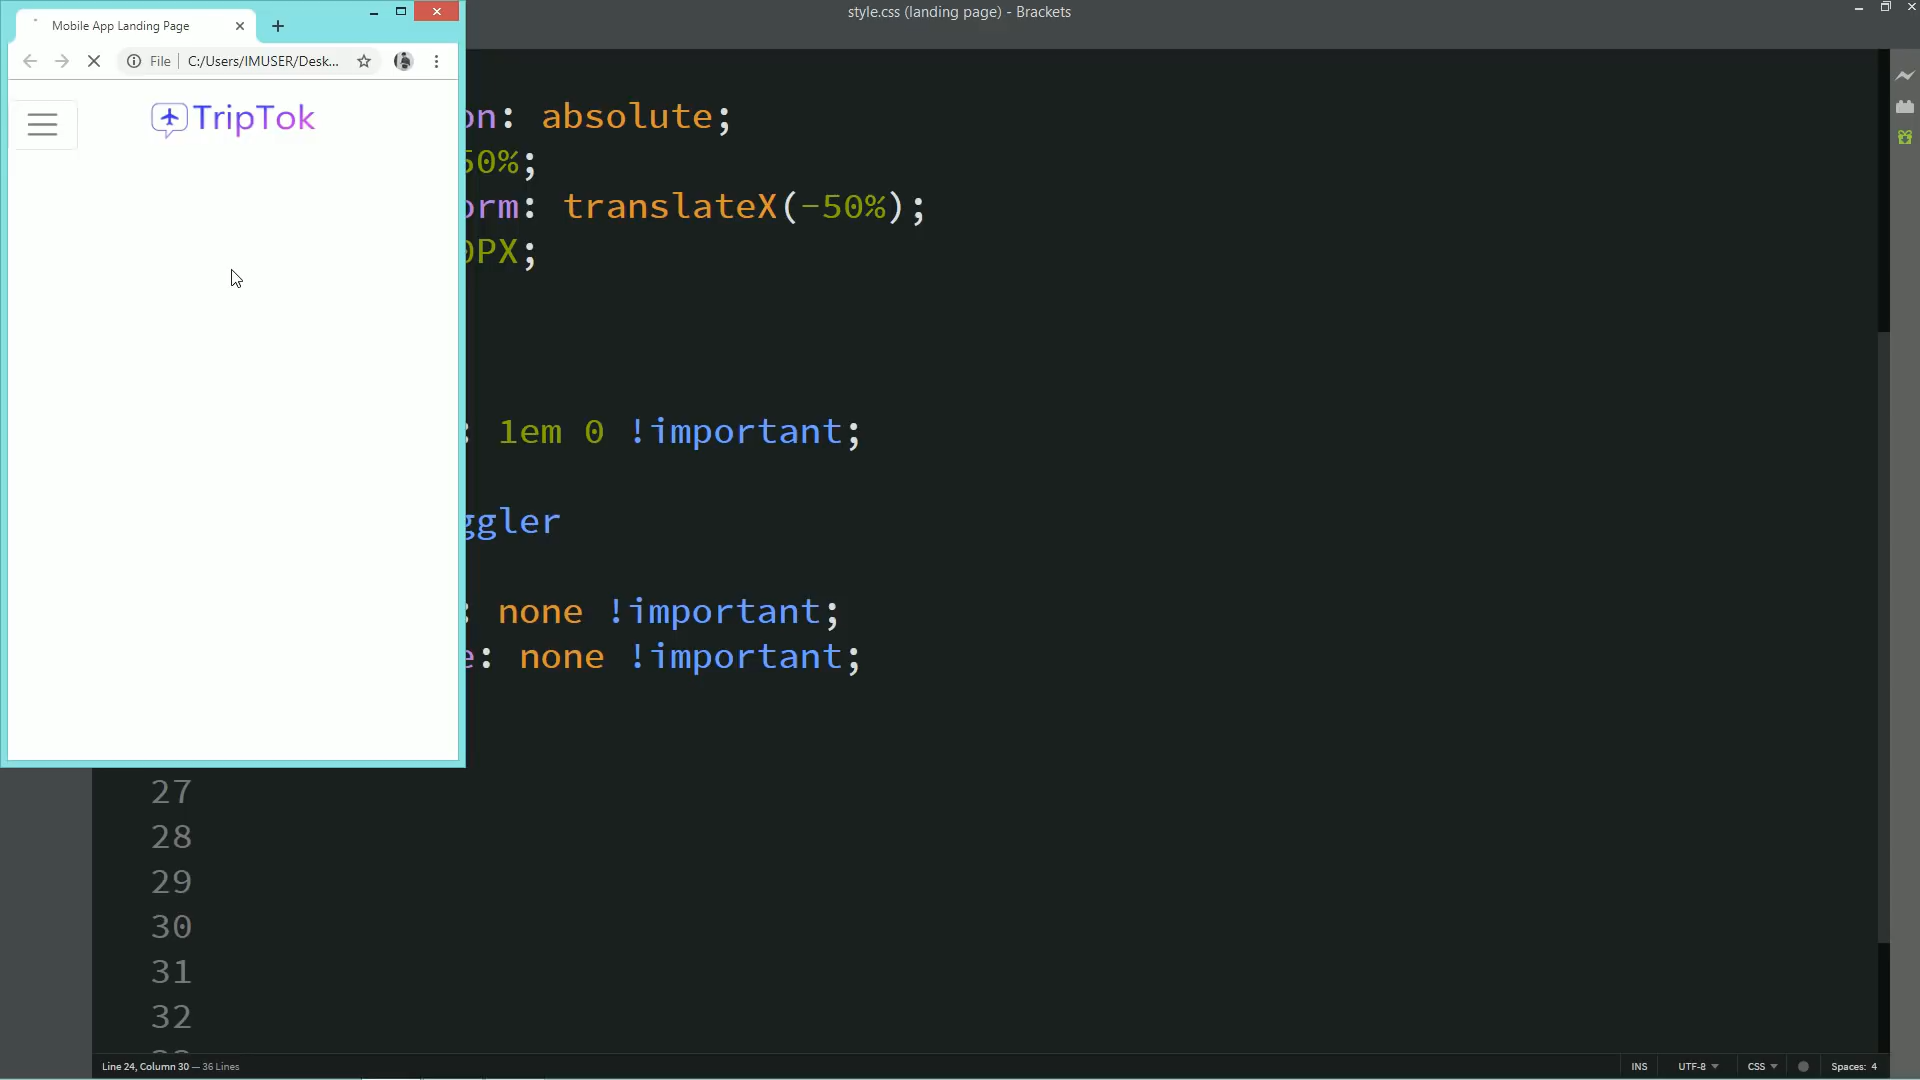 style.css (landing page) - Brackets
Mobile App Landing Page
File
C:/Users/IMUSER/Desk...
TripTok
on: absolute;
50%;
orm: translateX(-50%);
0PX;
: 1em 0 !important;
ggler
: none !important;
e: none !important;
27
28
29
30
31
32
Line 24, Column 30 — 36 Lines
INS
UTF-8
CSS
Spaces: 4